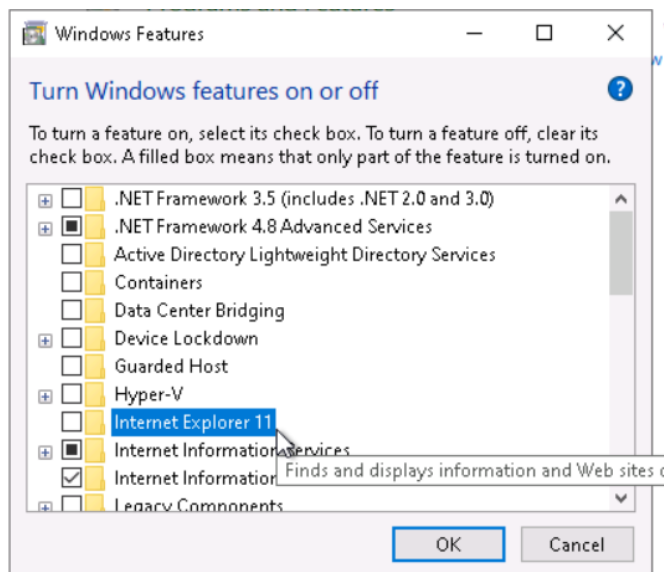 Windows Features
Turn Windows features on or off
To turn a feature on, select its check box. To turn a feature off, clear its
check box. A filled box means that only part of the feature is turned on.
.NET Framework 3.5 (includes .NET 2.0 and 3.0)
.NET Framework 4.8 Advanced Services
Active Directory Lightweight Directory Services
Containers
Data Center Bridging
Device Lockdown
Guarded Host
Hyper-V
Internet Explorer 11
Internet Information Services
Internet Information
Finds and displays information and Web sites
Legacy Components
OK
Cancel